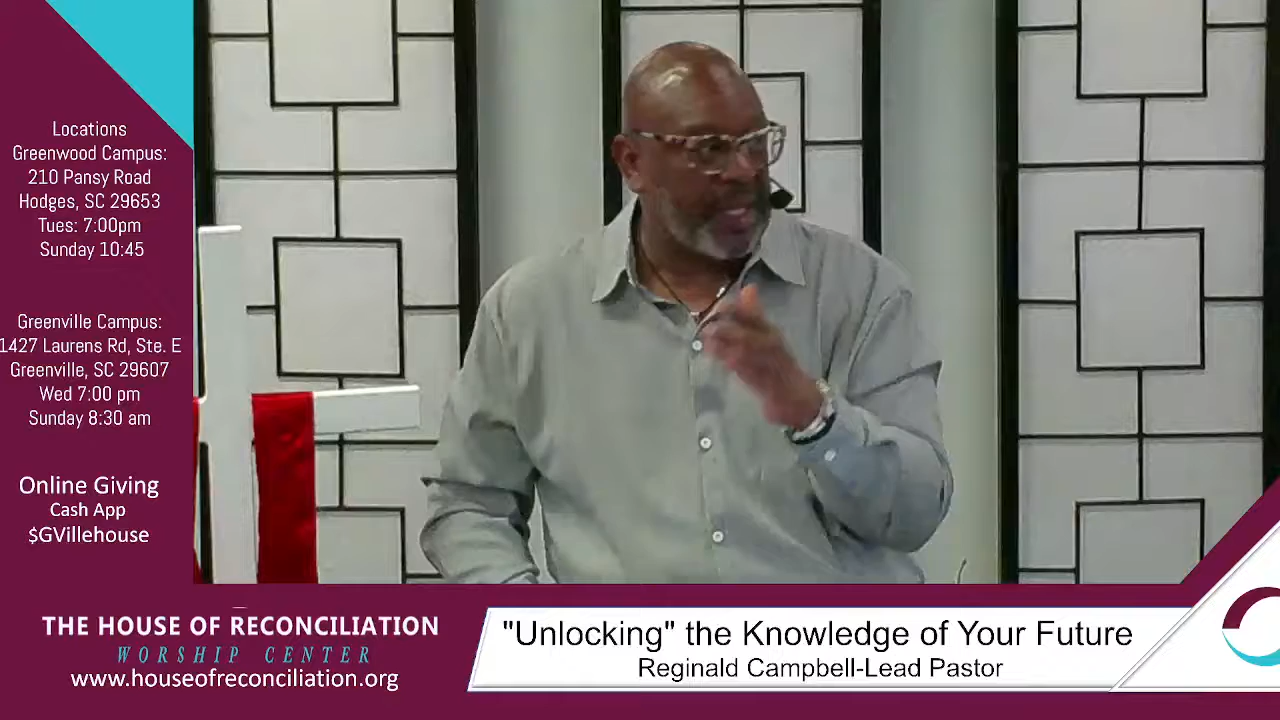 Locations
Greenwood Campus:
210 Pansy Road
Hodges, SC 29653
Tues: 7:00pm
Sunday 10:45
Greenville Campus:
1427 Laurens Rd, Ste. E
Greenville, SC 29607
Wed 7:00 pm
Sunday 8:30 am
Online Giving
Cash App
$GVillehouse
THE HOUSE OF RECONCILIATION
WORSHIP CENTER
www.houseofreconciliation.org
"Unlocking" the Knowledge of Your Future
Reginald Campbell-Lead Pastor